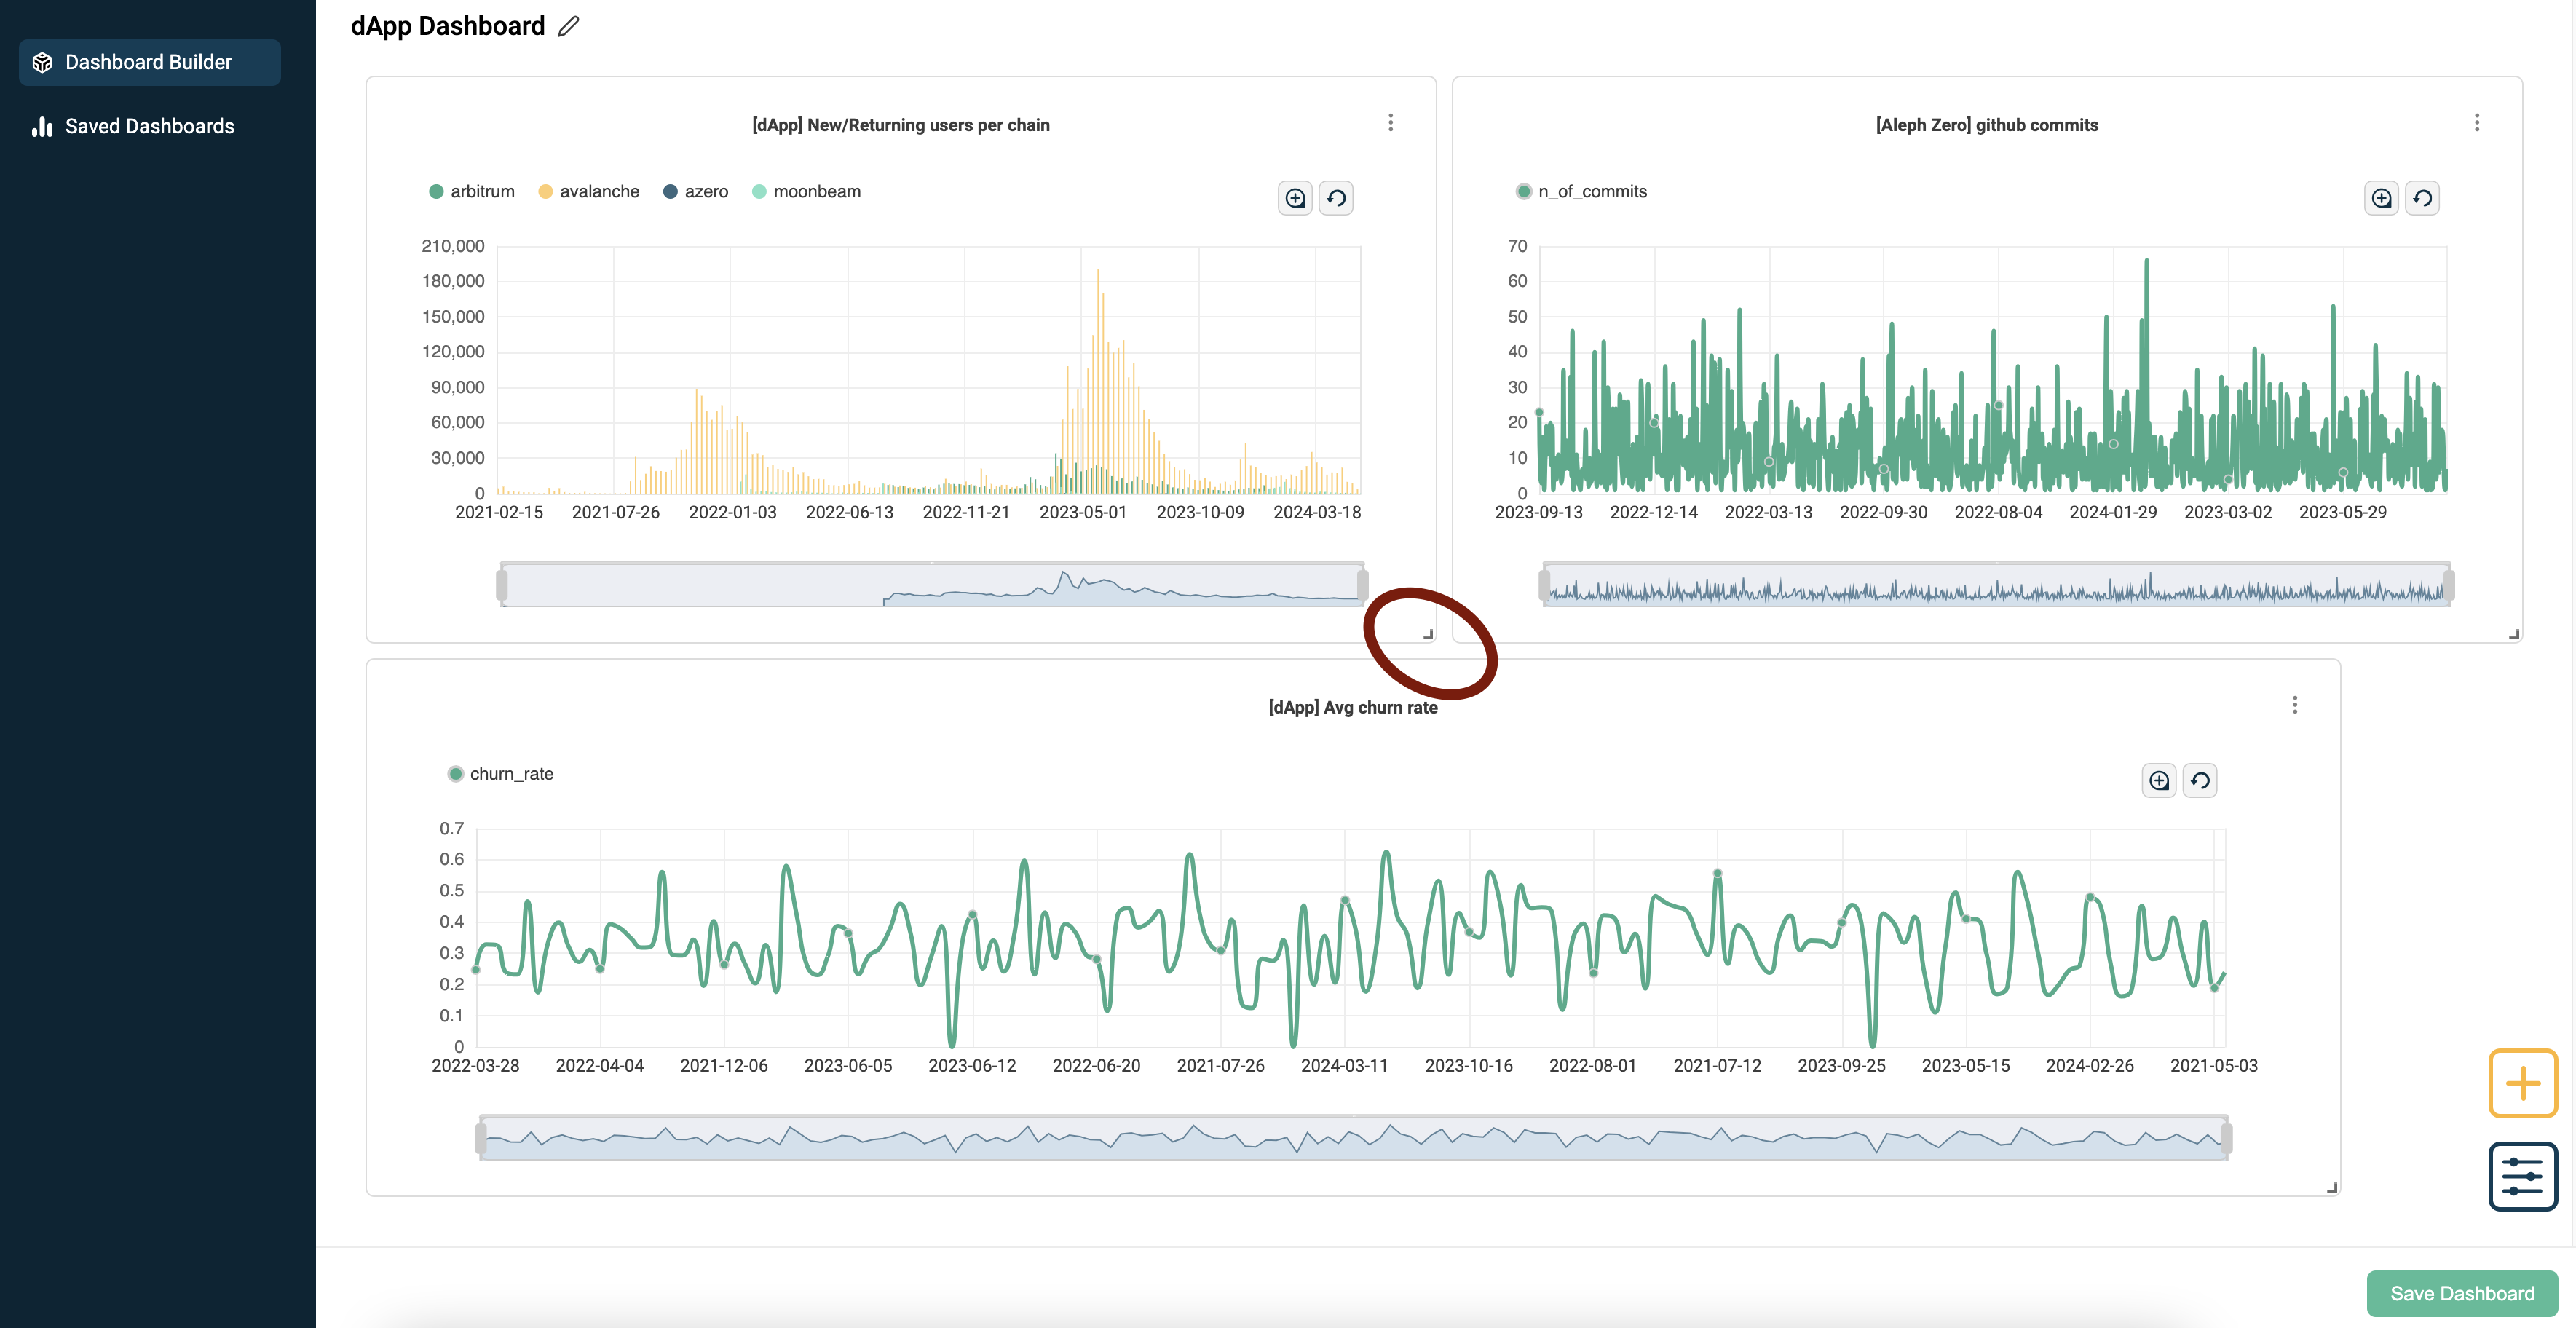 dApp Dashboard
Dashboard Builder
Saved Dashboards
[dApp] New/Returning users per chain
arbitrum avalanche azero moonbeam
210,000
180,000
150,000
120,000
90,000
60,000
30,000
0
2021-02-15 2021-07-26 2022-01-03 2022-06-13 2022-11-21 2023-05-01 2023-10-09 2024-03-18
[Aleph Zero] github commits
n_of_commits
70
60
50
40
30
20
10
0
2023-09-13 2022-12-14 2022-03-13 2022-09-30 2022-08-04 2024-01-29 2023-03-02 2023-05-29
[dApp] Avg churn rate
churn_rate
0.7
0.6
0.5
0.4
0.3
0.2
0.1
0
2022-03-28 2022-04-04 2021-12-06 2023-06-05 2023-06-12 2022-06-20 2021-07-26 2024-03-11 2023-10-16 2022-08-01 2021-07-12 2023-09-25 2023-05-15 2024-02-26 2021-05-03
Save Dashboard